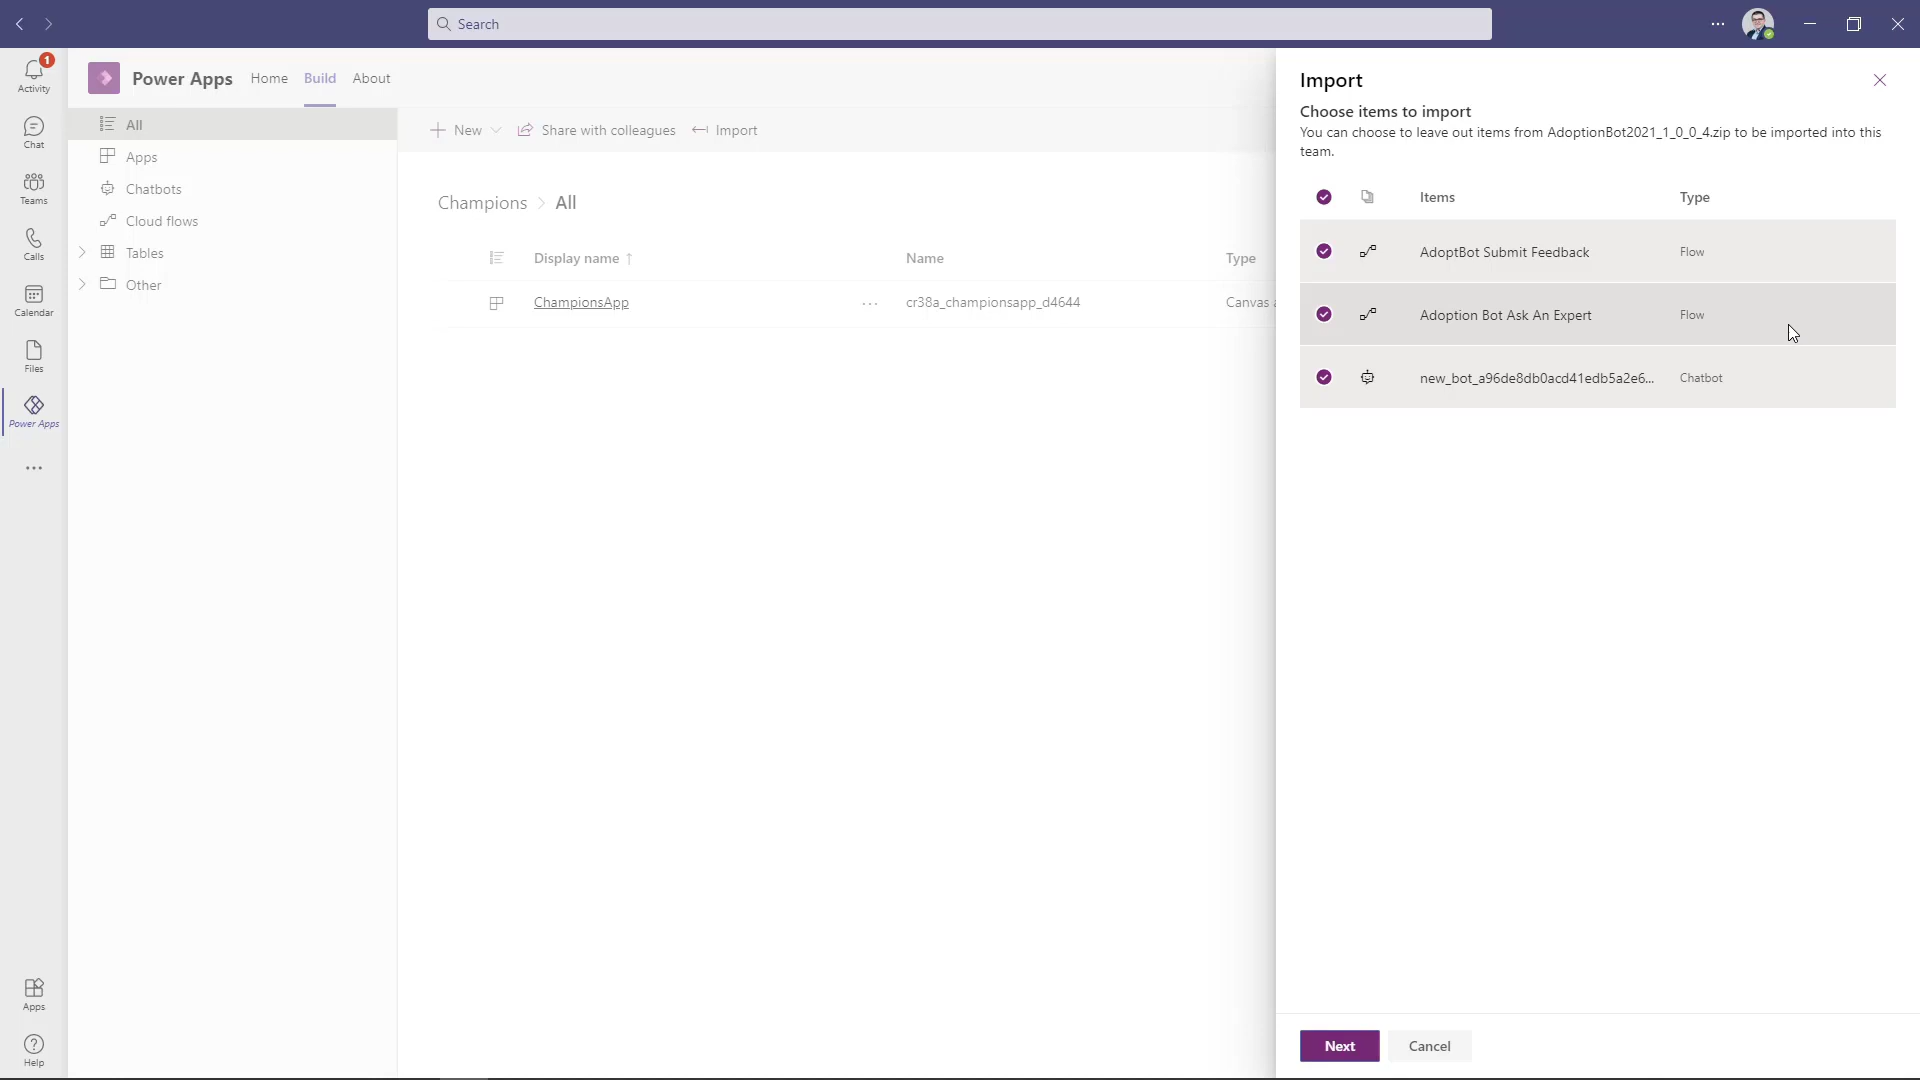 Search
1
Activity
Chat
Teams
Calls
Calendar
Files
Power Apps
Apps
Help
Power Apps
Home
Build
About
All
Apps
Chatbots
Cloud flows
Tables
Other
New
Share with colleagues
Import
Champions > All
Display name ↑
Name
Type
ChampionsApp
...
cr38a_championsapp_d4644
Canvas
Import
Choose items to import
You can choose to leave out items from AdoptionBot2021_1_0_0_4.zip to be imported into this
team.
Items
Type
AdoptBot Submit Feedback
Flow
Adoption Bot Ask An Expert
Flow
new_bot_a96de8db0acd41edb5a2e6...
Chatbot
Next
Cancel